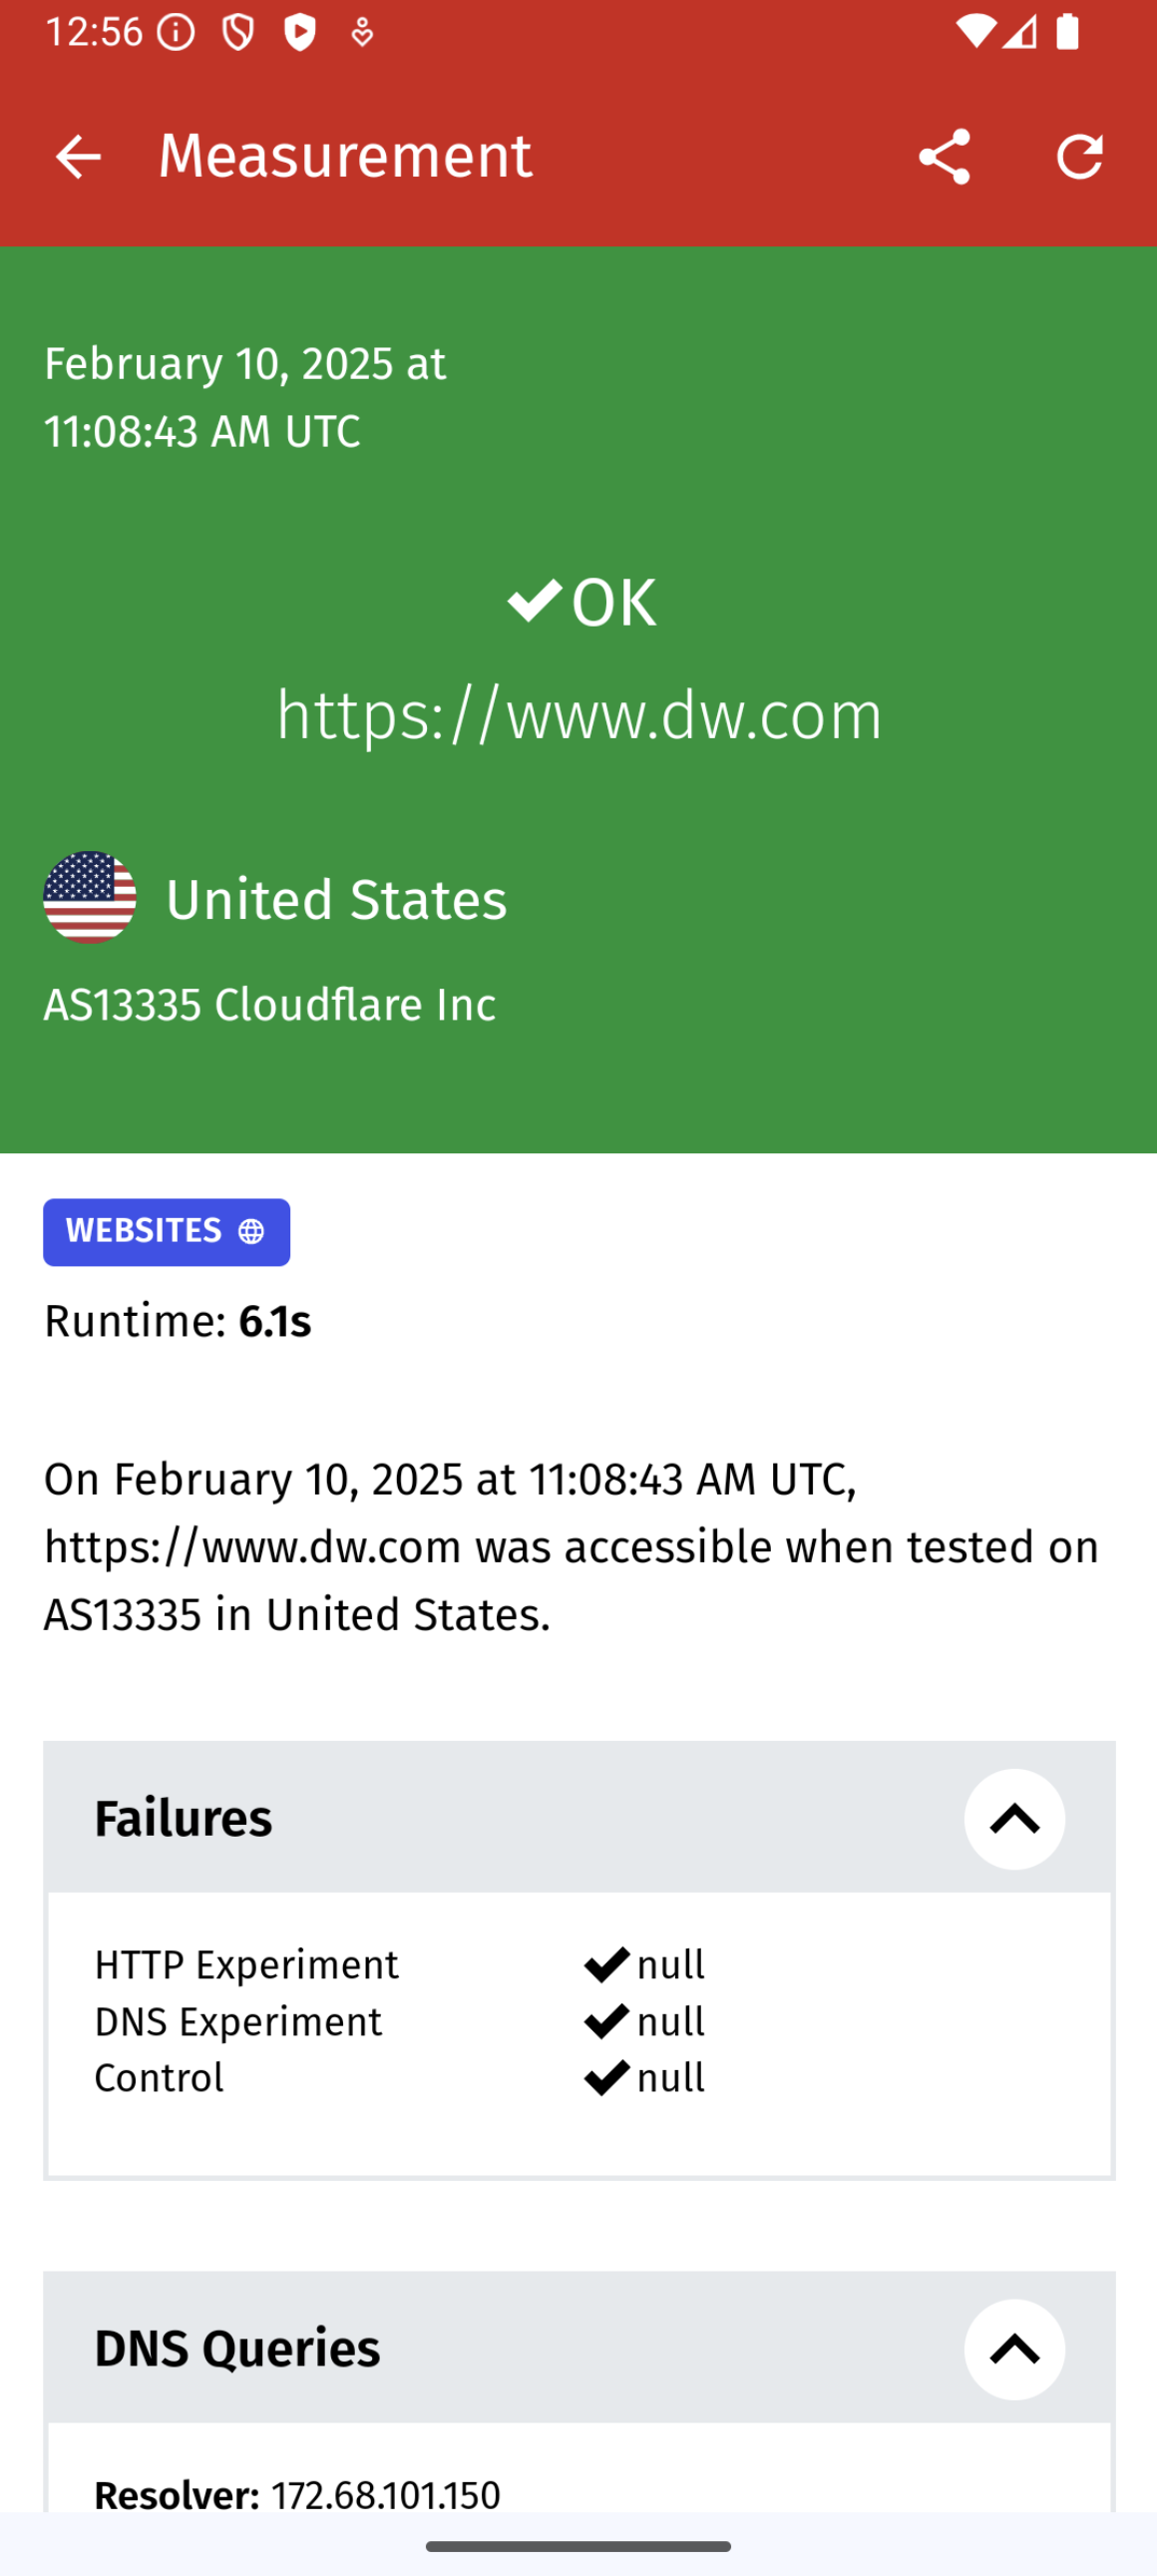 12:56
Measurement
February 10, 2025 at
11:08:43 AM UTC
OK
https://www.dw.com
United States
AS13335 Cloudflare Inc
WEBSITES
Runtime: 6.1s
On February 10, 2025 at 11:08:43 AM UTC,
https://www.dw.com was accessible when tested on
AS13335 in United States.
Failures
HTTP Experiment null
DNS Experiment null
Control null
DNS Queries
Resolver: 172.68.101.150